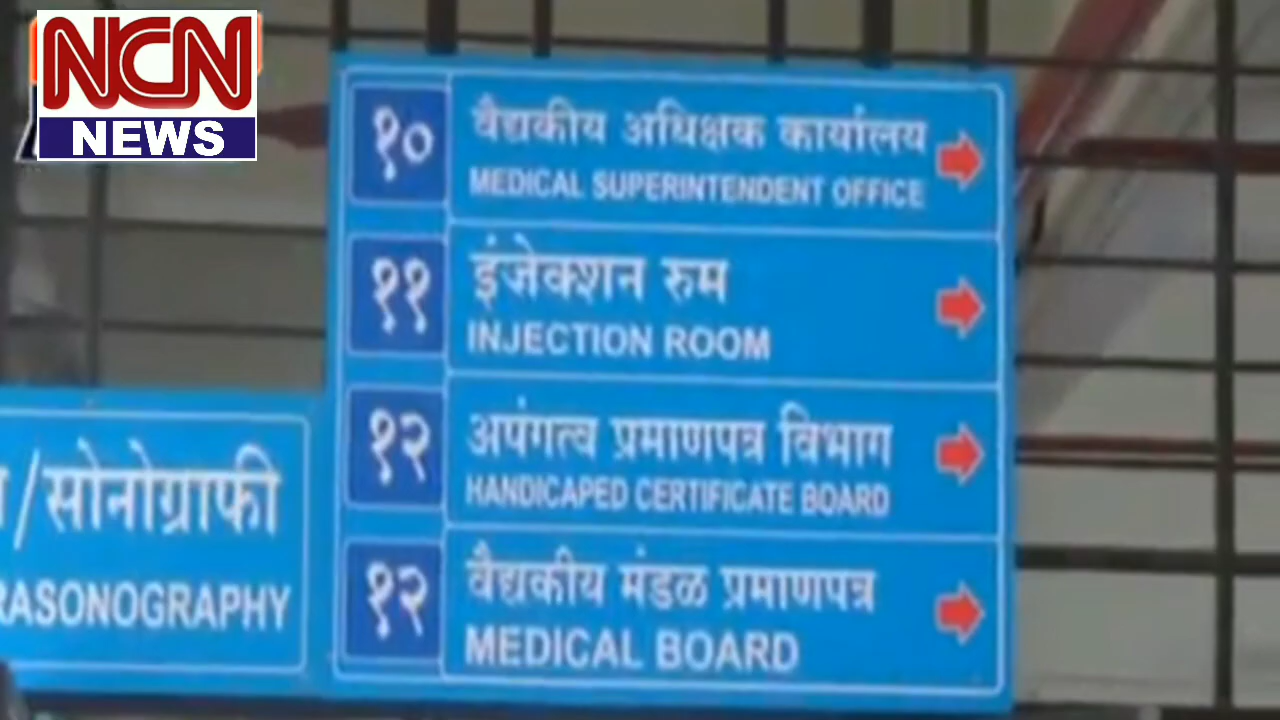 NCN
NEWS
१०
वैद्यकीय अधिक्षक कार्यालय
MEDICAL SUPERINTENDENT OFFICE
११
इंजेक्शन रुम
INJECTION ROOM
१२
अपंगत्व प्रमाणपत्र विभाग
HANDICAPED CERTIFICATE BOARD
१२
वैद्यकीय मंडळ प्रमाणपत्र
MEDICAL BOARD
/सोनोग्राफी
RASONOGRAPHY